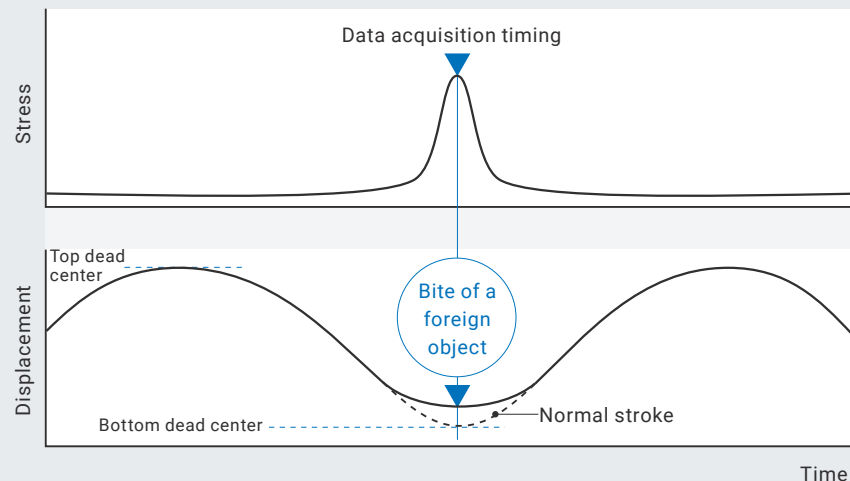 Data acquisition timing
Stress
Top dead
center
Bite of a
foreign
object
Displacement
Normal stroke
Bottom dead center
Time